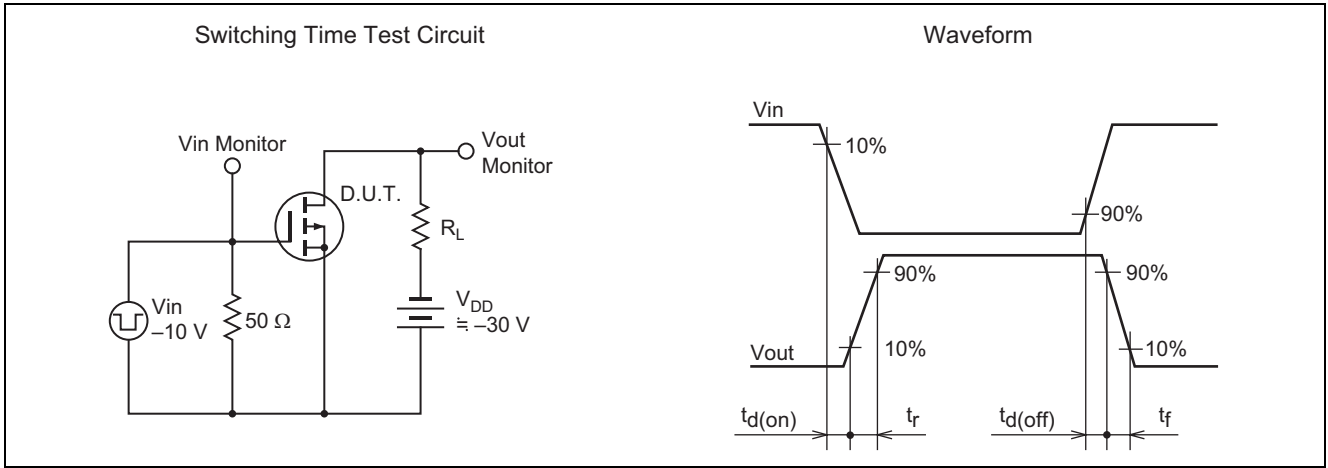 Switching Time Test Circuit
Vin Monitor
Vout
Monitor
D.U.T.
RL
Vin
–10 V
50 Ω
VDD
≒ –30 V
Waveform
Vin
10%
90%
90%
90%
Vout
10%
10%
td(on)
tr
td(off)
tf